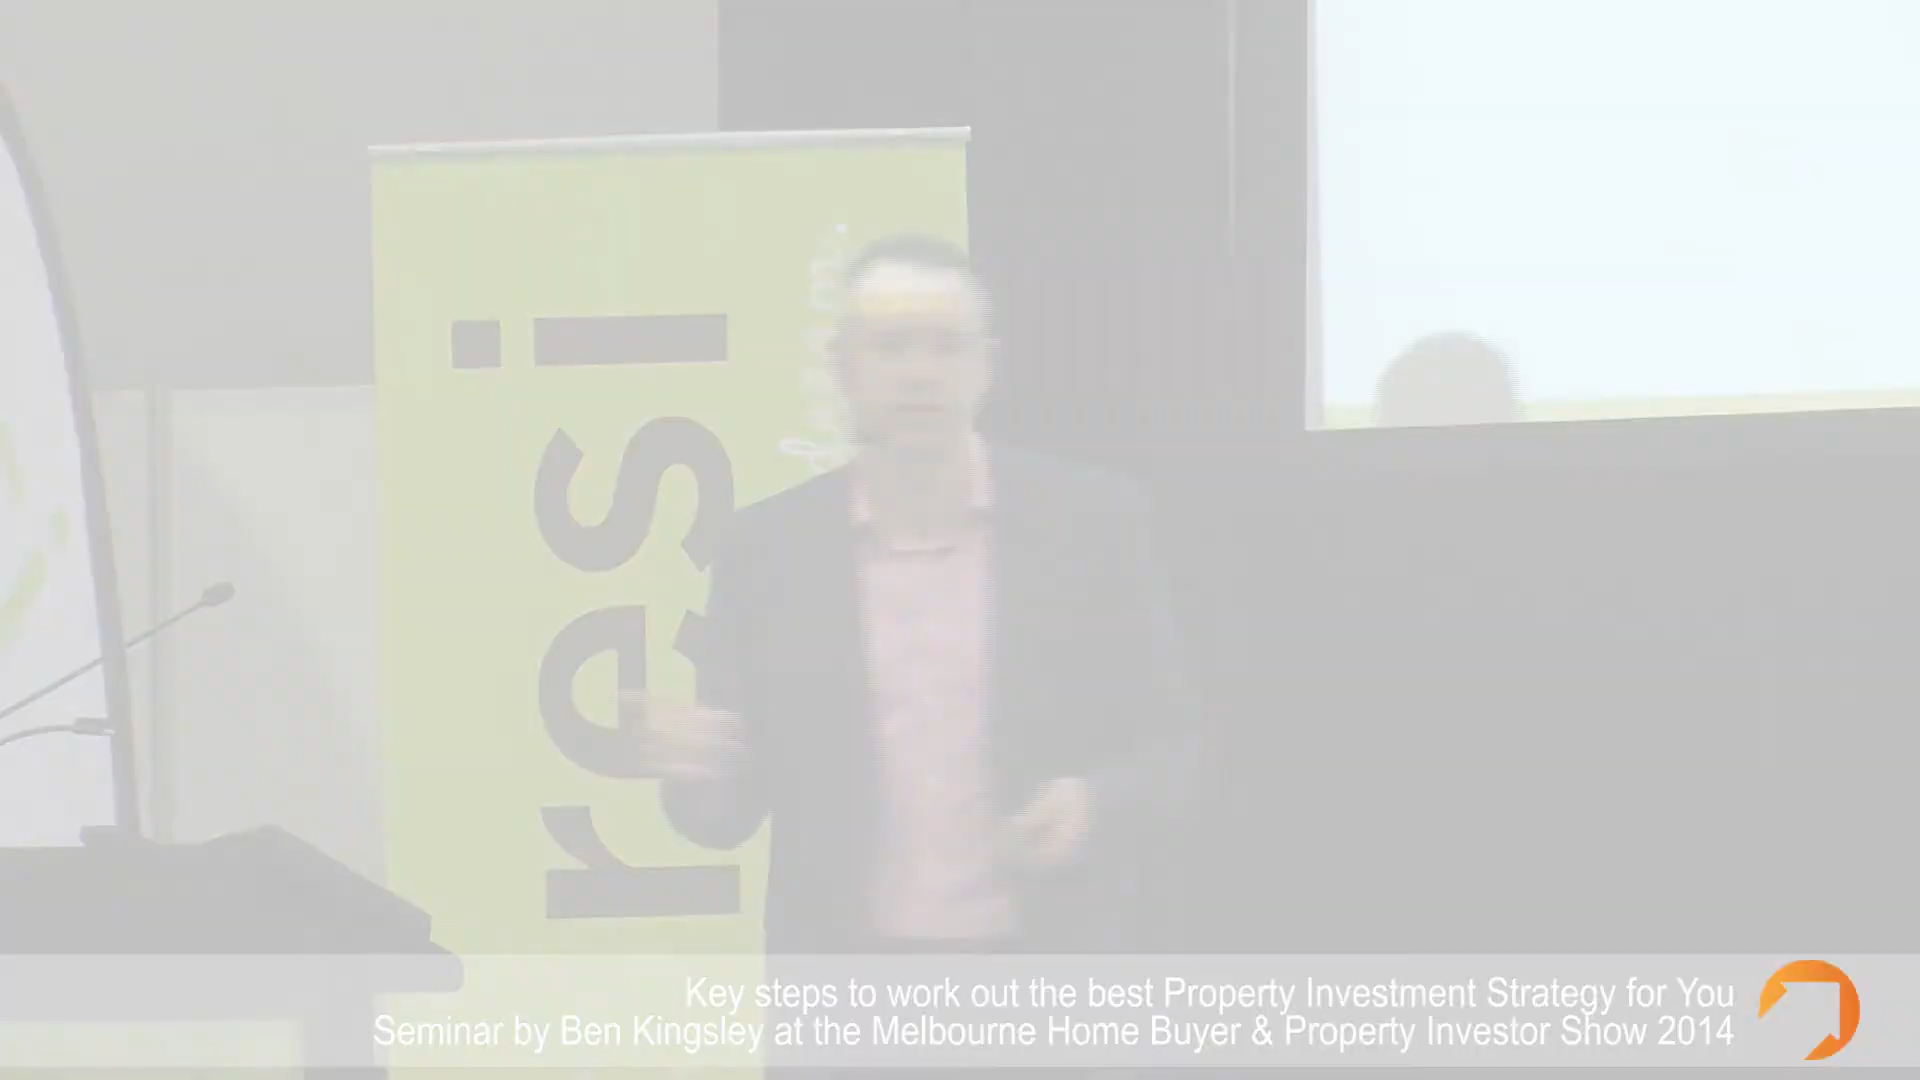 resi
Key steps to work out the best Property Investment Strategy for You
Seminar by Ben Kingsley at the Melbourne Home Buyer & Property Investor Show 2014